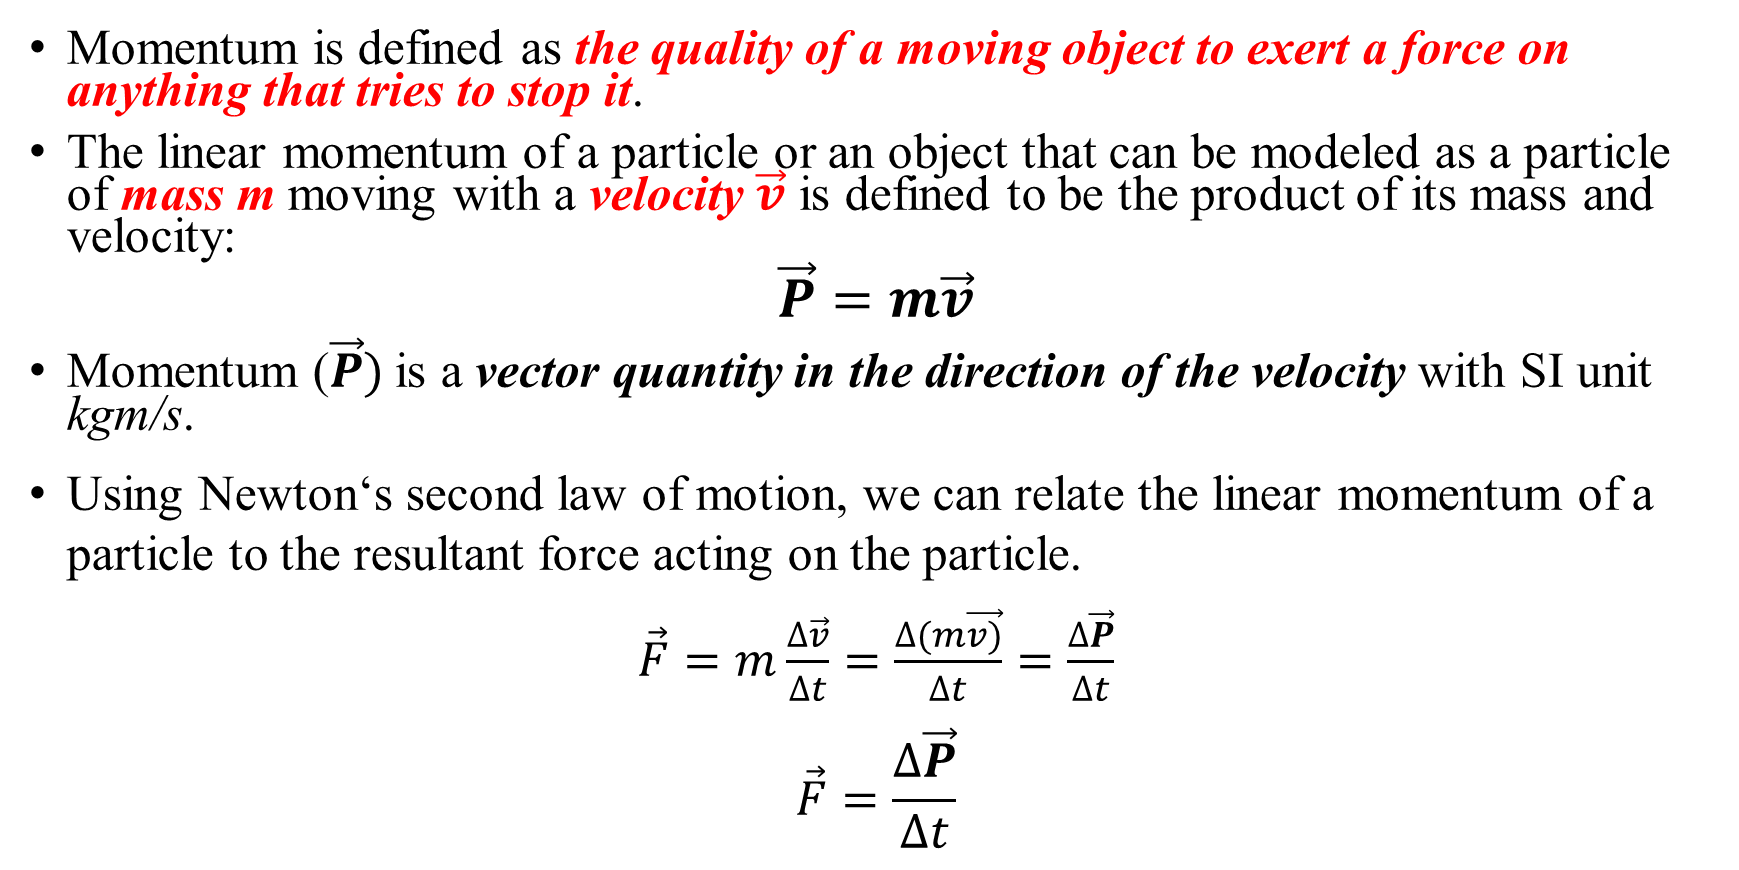 • Momentum is defined as the quality of a moving object to exert a force on
anything that tries to stop it.
• The linear momentum of a particle or an object that can be modeled as a particle
of mass m moving with a velocity v⃗ is defined to be the product of its mass and
velocity:
P⃗ = mv⃗
• Momentum (P⃗) is a vector quantity in the direction of the velocity with SI unit
kgm/s.
• Using Newton‘s second law of motion, we can relate the linear momentum of a
particle to the resultant force acting on the particle.
F⃗ = m Δv⃗/Δt = Δ(mv⃗)/Δt = ΔP⃗/Δt
F⃗ = ΔP⃗/Δt